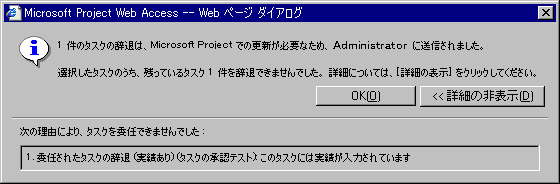 Microsoft Project Web Access -- Web ページ ダイアログ
1 件のタスクの辞退は、Microsoft Project での更新が必要なため、Administrator に送信されました。
選択したタスクのうち、残っているタスク 1 件を辞退できませんでした。詳細については、[詳細の表示] をクリックしてください。
OK(O)
<< 詳細の非表示(D)
次の理由により、タスクを委任できませんでした:
1. 委任されたタスクの辞退 (実績あり) (タスクの承認テスト): このタスクには実績が入力されています